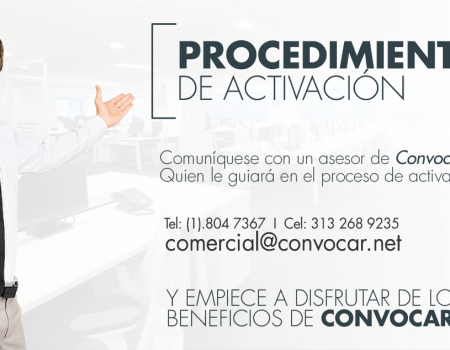 PROCEDIMIENT
DE ACTIVACIÓN
Comuníquese con un asesor de Convoc
Quien le guiará en el proceso de activa
Tel: (1).804 7367 I Cel: 313 268 9235
comercial@convocar.net
Y EMPIECE A DISFRUTAR DE LO
BENEFICIOS DE CONVOCAR